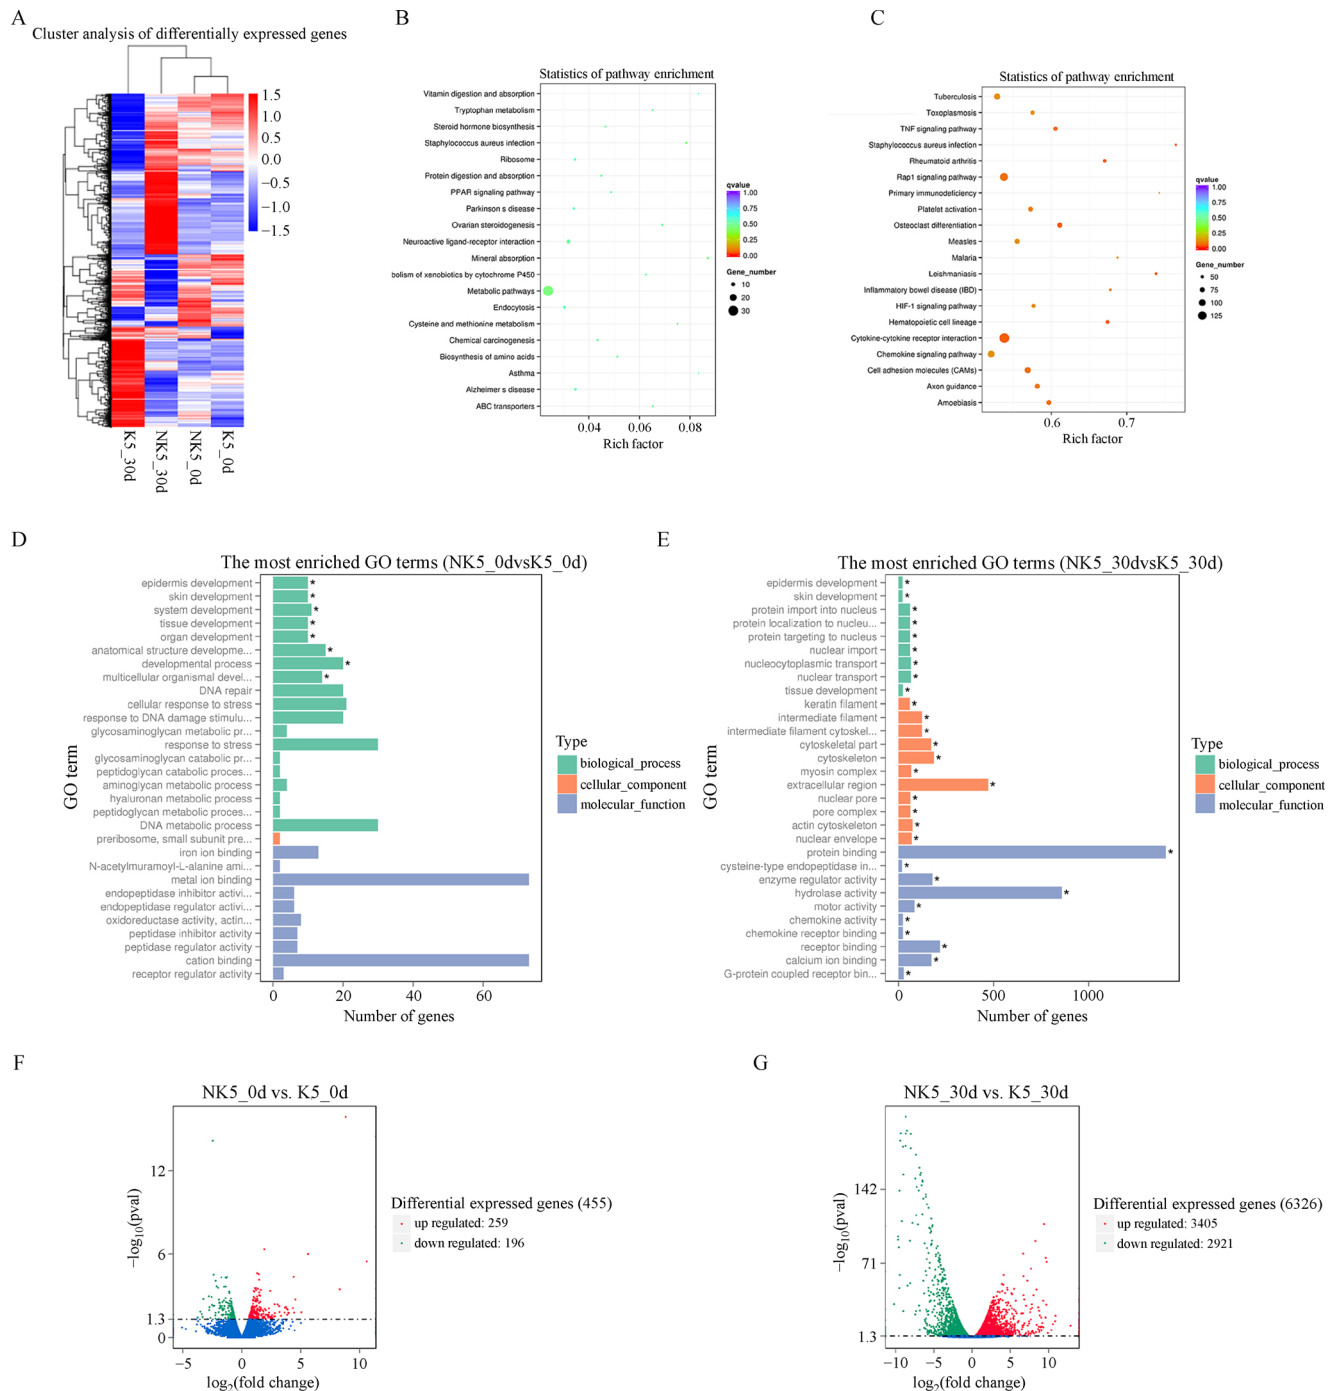 A
Cluster analysis of differentially expressed genes
1.5
1.0
0.5
0.0
−0.5
−1.0
−1.5
K5_30d
NK5_30d
NK5_0d
K5_0d
B
Statistics of pathway enrichment
Vitamin digestion and absorption
Tryptophan metabolism
Steroid hormone biosynthesis
Staphylococcus aureus infection
Ribosome
Protein digestion and absorption
PPAR signaling pathway
Parkinson s disease
Ovarian steroidogenesis
Neuroactive ligand-receptor interaction
Mineral absorption
bolism of xenobiotics by cytochrome P450
Metabolic pathways
Endocytosis
Cysteine and methionine metabolism
Chemical carcinogenesis
Biosynthesis of amino acids
Asthma
Alzheimer s disease
ABC transporters
0.04
0.06
0.08
Rich factor
qvalue
1.00
0.75
0.50
0.25
0.00
Gene_number
10
20
30
C
Statistics of pathway enrichment
Tuberculosis
Toxoplasmosis
TNF signaling pathway
Staphylococcus aureus infection
Rheumatoid arthritis
Rap1 signaling pathway
Primary immunodeficiency
Platelet activation
Osteoclast differentiation
Measles
Malaria
Leishmaniasis
Inflammatory bowel disease (IBD)
HIF-1 signaling pathway
Hematopoietic cell lineage
Cytokine-cytokine receptor interaction
Chemokine signaling pathway
Cell adhesion molecules (CAMs)
Axon guidance
Amoebiasis
0.6
0.7
Rich factor
qvalue
1.00
0.75
0.50
0.25
0.00
Gene_number
50
75
100
125
D
The most enriched GO terms (NK5_0dvsK5_0d)
GO term
epidermis development
skin development
system development
tissue development
organ development
anatomical structure developme...
developmental process
multicellular organismal devel...
DNA repair
cellular response to stress
response to DNA damage stimulu...
glycosaminoglycan metabolic pr...
response to stress
glycosaminoglycan catabolic pr...
peptidoglycan catabolic proces...
aminoglycan metabolic process
hyaluronan metabolic process
peptidoglycan metabolic proces...
DNA metabolic process
preribosome, small subunit pre...
iron ion binding
N-acetylmuramoyl-L-alanine ami...
metal ion binding
endopeptidase inhibitor activi...
endopeptidase regulator activi...
oxidoreductase activity, actin...
peptidase inhibitor activity
peptidase regulator activity
cation binding
receptor regulator activity
0
20
40
60
Number of genes
Type
biological_process
cellular_component
molecular_function
E
The most enriched GO terms (NK5_30dvsK5_30d)
GO term
epidermis development
skin development
protein import into nucleus
protein localization to nucleu...
protein targeting to nucleus
nuclear import
nucleocytoplasmic transport
nuclear transport
tissue development
keratin filament
intermediate filament
intermediate filament cytoskel...
cytoskeletal part
cytoskeleton
myosin complex
extracellular region
nuclear pore
pore complex
actin cytoskeleton
nuclear envelope
protein binding
cysteine-type endopeptidase in...
enzyme regulator activity
hydrolase activity
motor activity
chemokine activity
chemokine receptor binding
receptor binding
calcium ion binding
G-protein coupled receptor bin...
0
500
1000
Number of genes
Type
biological_process
cellular_component
molecular_function
F
NK5_0d vs. K5_0d
−log10(pval)
12
6
1.3
0
−5
0
5
10
log2(fold change)
Differential expressed genes (455)
up regulated: 259
down regulated: 196
G
NK5_30d vs. K5_30d
−log10(pval)
142
71
1.3
−10
−5
0
5
10
log2(fold change)
Differential expressed genes (6326)
up regulated: 3405
down regulated: 2921